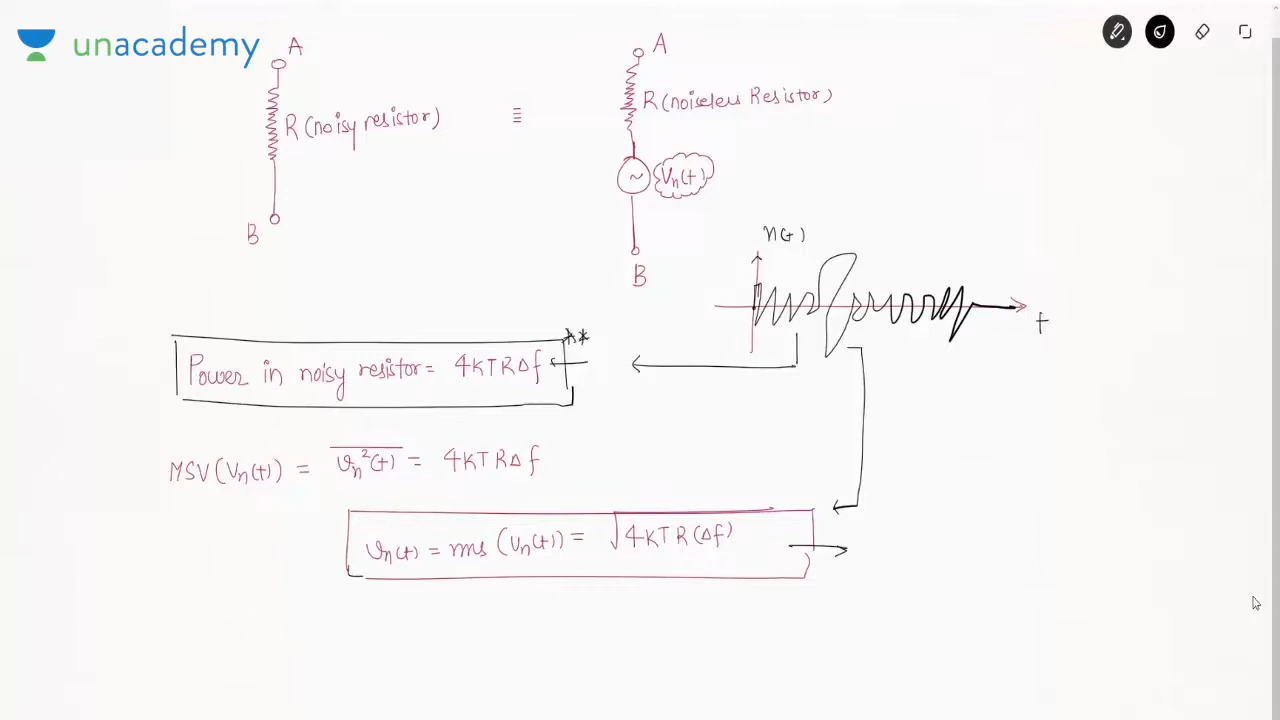 unacademy
A
R (noisy resistor)
B
≡
A
R (noiseless Resistor)
~
Vn(t)
B
n(t)
t
Power in noisy resistor = 4KTRΔf
**
MSV(Vn(t)) = vn²(t) = 4KTRΔf
vn(t) = rms (Vn(t)) = √4KTR(Δf)